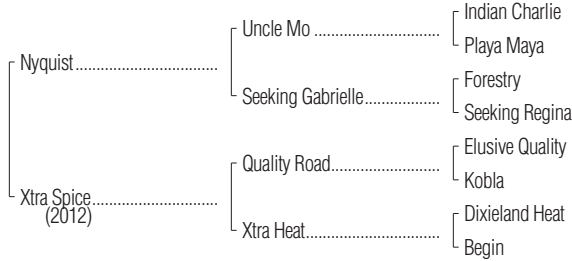 Indian Charlie
Uncle Mo ..............................
Playa Maya
Nyquist..................................
Forestry
Seeking Gabrielle..................
Seeking Regina
Elusive Quality
Quality Road..........................
Kobla
Xtra Spice..............................
(2012)
Dixieland Heat
Xtra Heat................................
Begin